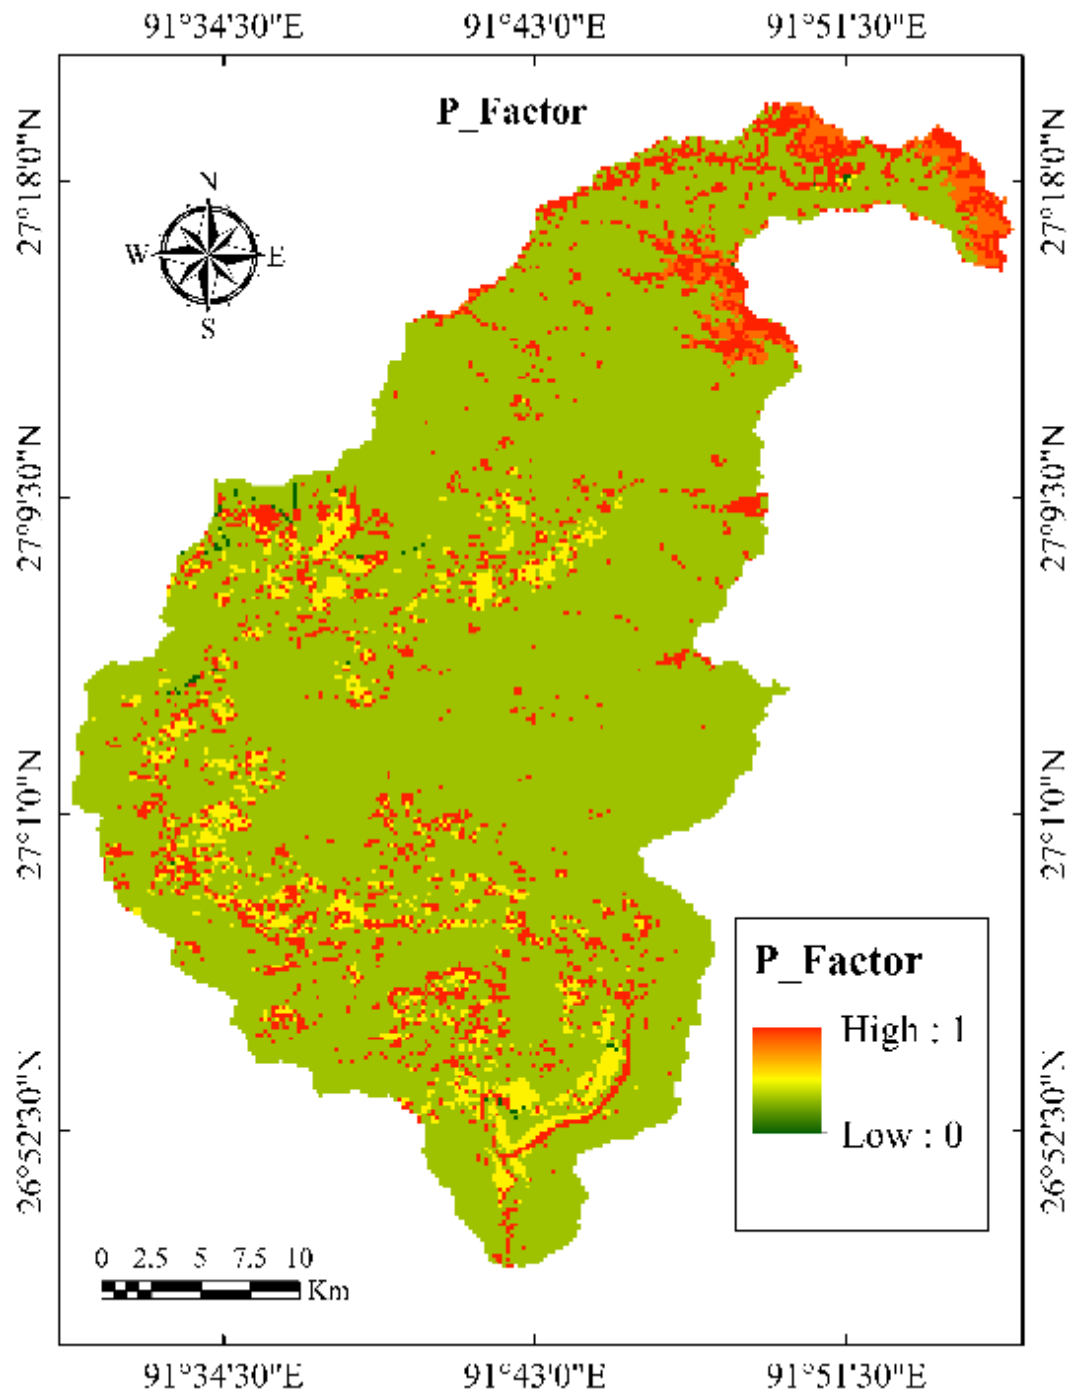 91°34'30"E 91°43'0"E 91°51'30"E
P_Factor
27°18'0"N 27°18'0"N
N
W E
S
27°9'30"N 27°9'30"N
27°1'0"N 27°1'0"N
P_Factor
High : 1
Low : 0
26°52'30"N 26°52'30"N
0 2.5 5 7.5 10
Km
91°34'30"E 91°43'0"E 91°51'30"E